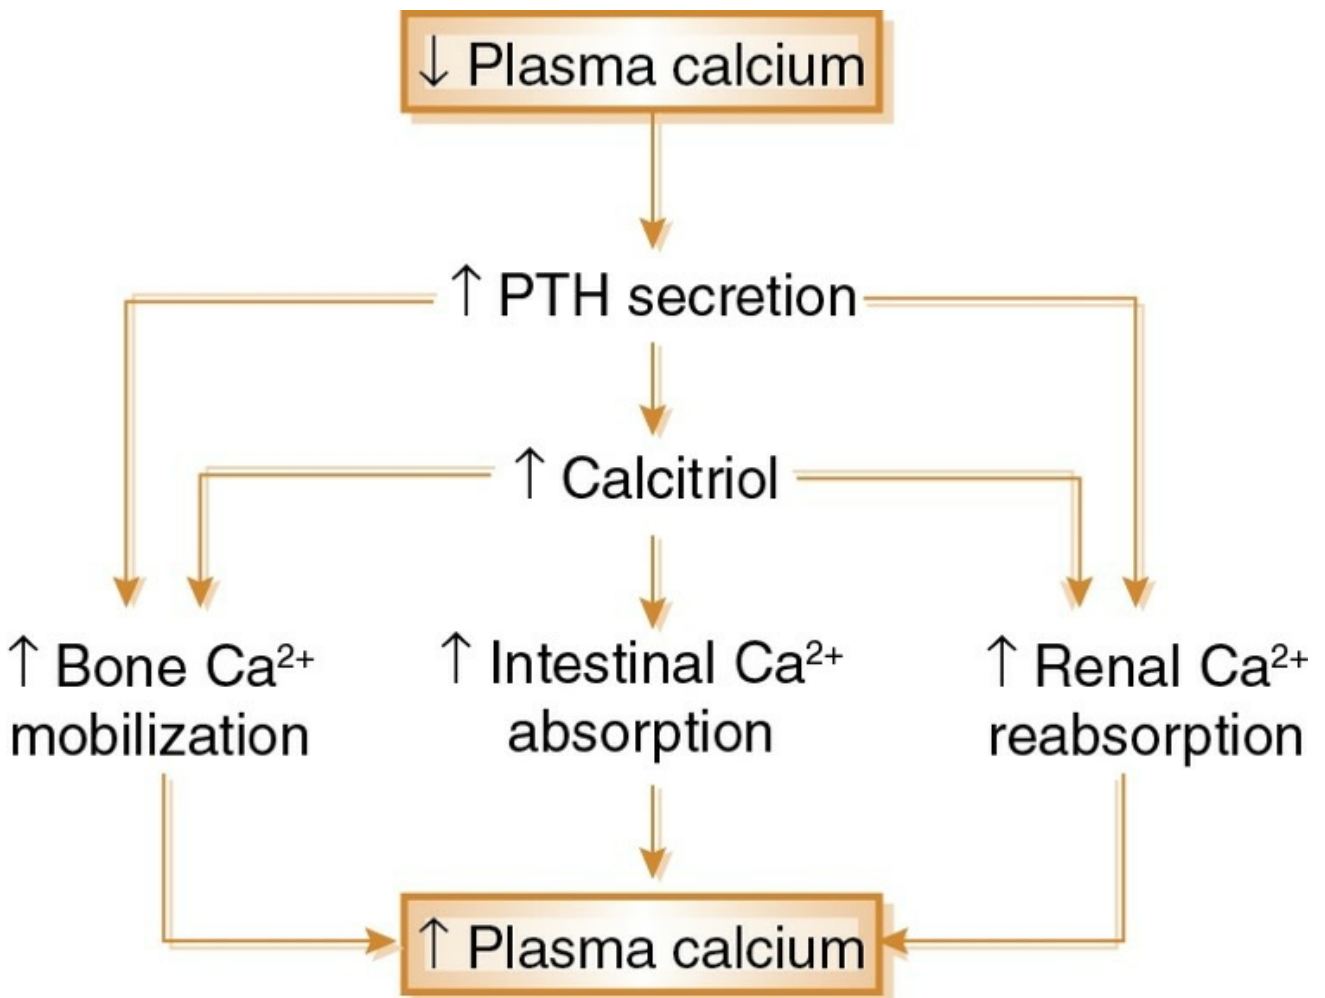 ↓ Plasma calcium
↑ PTH secretion
↑ Calcitriol
↑ Bone Ca²⁺
mobilization
↑ Intestinal Ca²⁺
absorption
↑ Renal Ca²⁺
reabsorption
↑ Plasma calcium